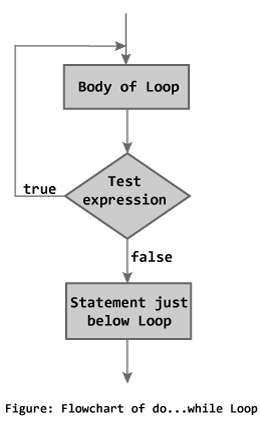 Body of Loop
Test
expression
true
false
Statement just
below Loop
Figure: Flowchart of do...while Loop